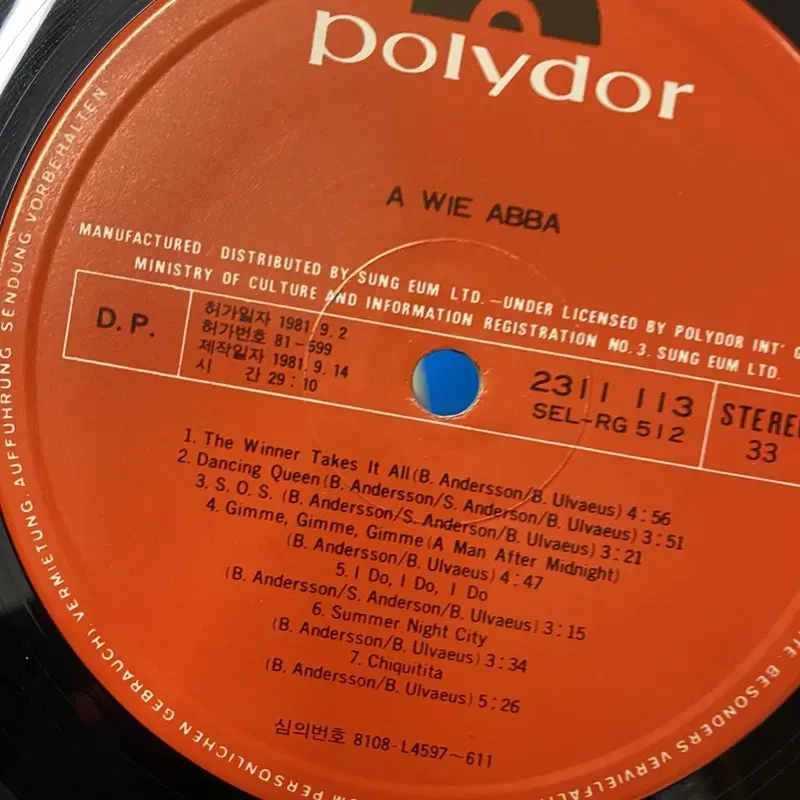 polydor
A WIE ABBA
MANUFACTURED / DISTRIBUTED BY SUNG EUM LTD.—UNDER LICENSED BY POLYDOR INT' G
MINISTRY OF CULTURE AND INFORMATION REGISTRATION NO. 3. SUNG EUM LTD.
D. P.
허가일자 1981. 9. 2
허가번호 81-599
제작일자 1981. 9. 14
시 간 29 : 10
2311 113
SEL-RG 512
STEREO
33
1. The Winner Takes It All (B. Andersson/B. Ulvaeus) 4 : 56
2. Dancing Queen (B. Andersson/S. Anderson/B. Ulvaeus) 3 : 51
3. S. O. S. (B. Andersson/S. Anderson/B. Ulvaeus) 3 : 21
4. Gimme, Gimme, Gimme (A Man After Midnight)
(B. Andersson/B. Ulvaeus) 4 : 47
5. I Do, I Do, I Do
(B. Andersson/S. Anderson/B. Ulvaeus) 3 : 15
6. Summer Night City
(B. Andersson/B. Ulvaeus) 3 : 34
7. Chiquitita
(B. Andersson/B. Ulvaeus) 5 : 26
심의번호 8108-L4597~611
M PERSÖNLICHEN GEBRAUCH), VERMIETUNG. AUFFÜHRUNG SENDUNG VORBEHALTEN
BESONDERS VERVIELFÄL